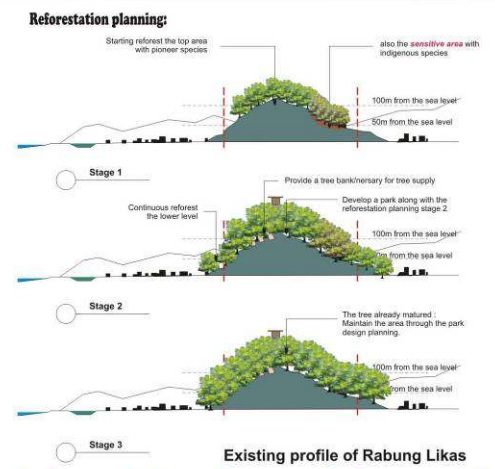 Reforestation planning:
Starting reforest the top area
with pioneer species
also the sensitive area with
indigenous species
100m from the sea level
50m from the sea level
Stage 1
Provide a tree bank/nersary for tree supply
Continuous reforest
the lower level
Develop a park along with the
reforestation planning stage 2
100m from the sea level
from the sea level
Stage 2
The tree already matured :
Maintain the area through the park
design planning.
100m from the sea level
from the sea level
Stage 3
Existing profile of Rabung Likas